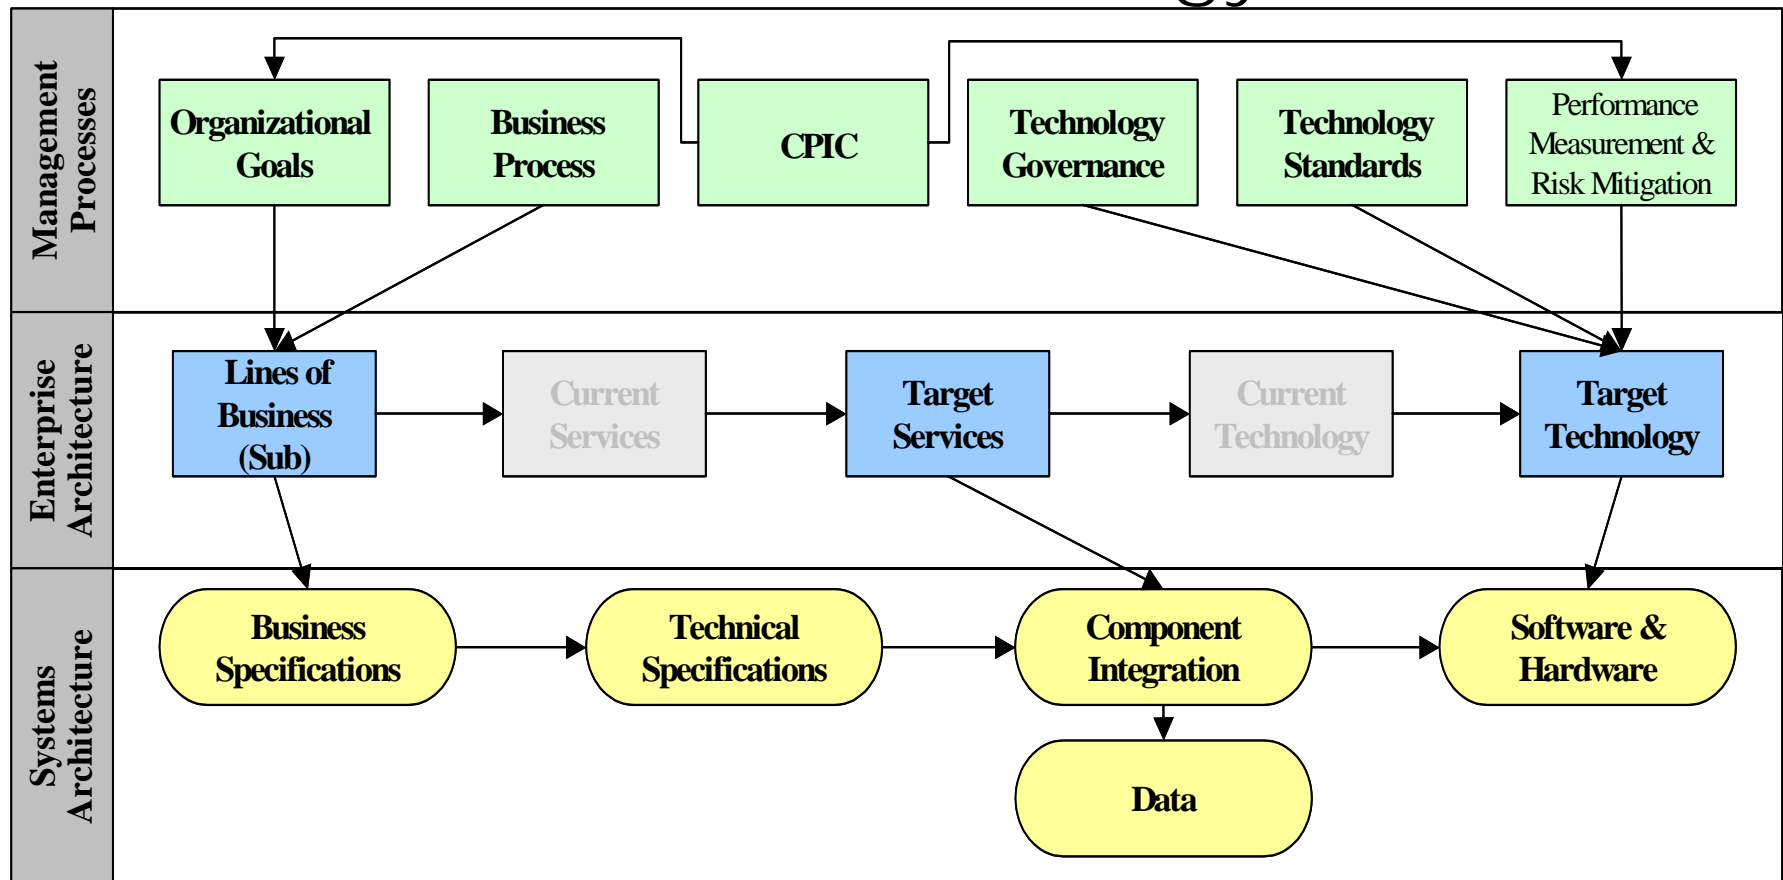 Management
Processes
Organizational
Goals
Business
Process
CPIC
Technology
Governance
Technology
Standards
Performance
Measurement &
Risk Mitigation
Enterprise
Architecture
Lines of
Business
(Sub)
Current
Services
Target
Services
Current
Technology
Target
Technology
Systems
Architecture
Business
Specifications
Technical
Specifications
Component
Integration
Software &
Hardware
Data